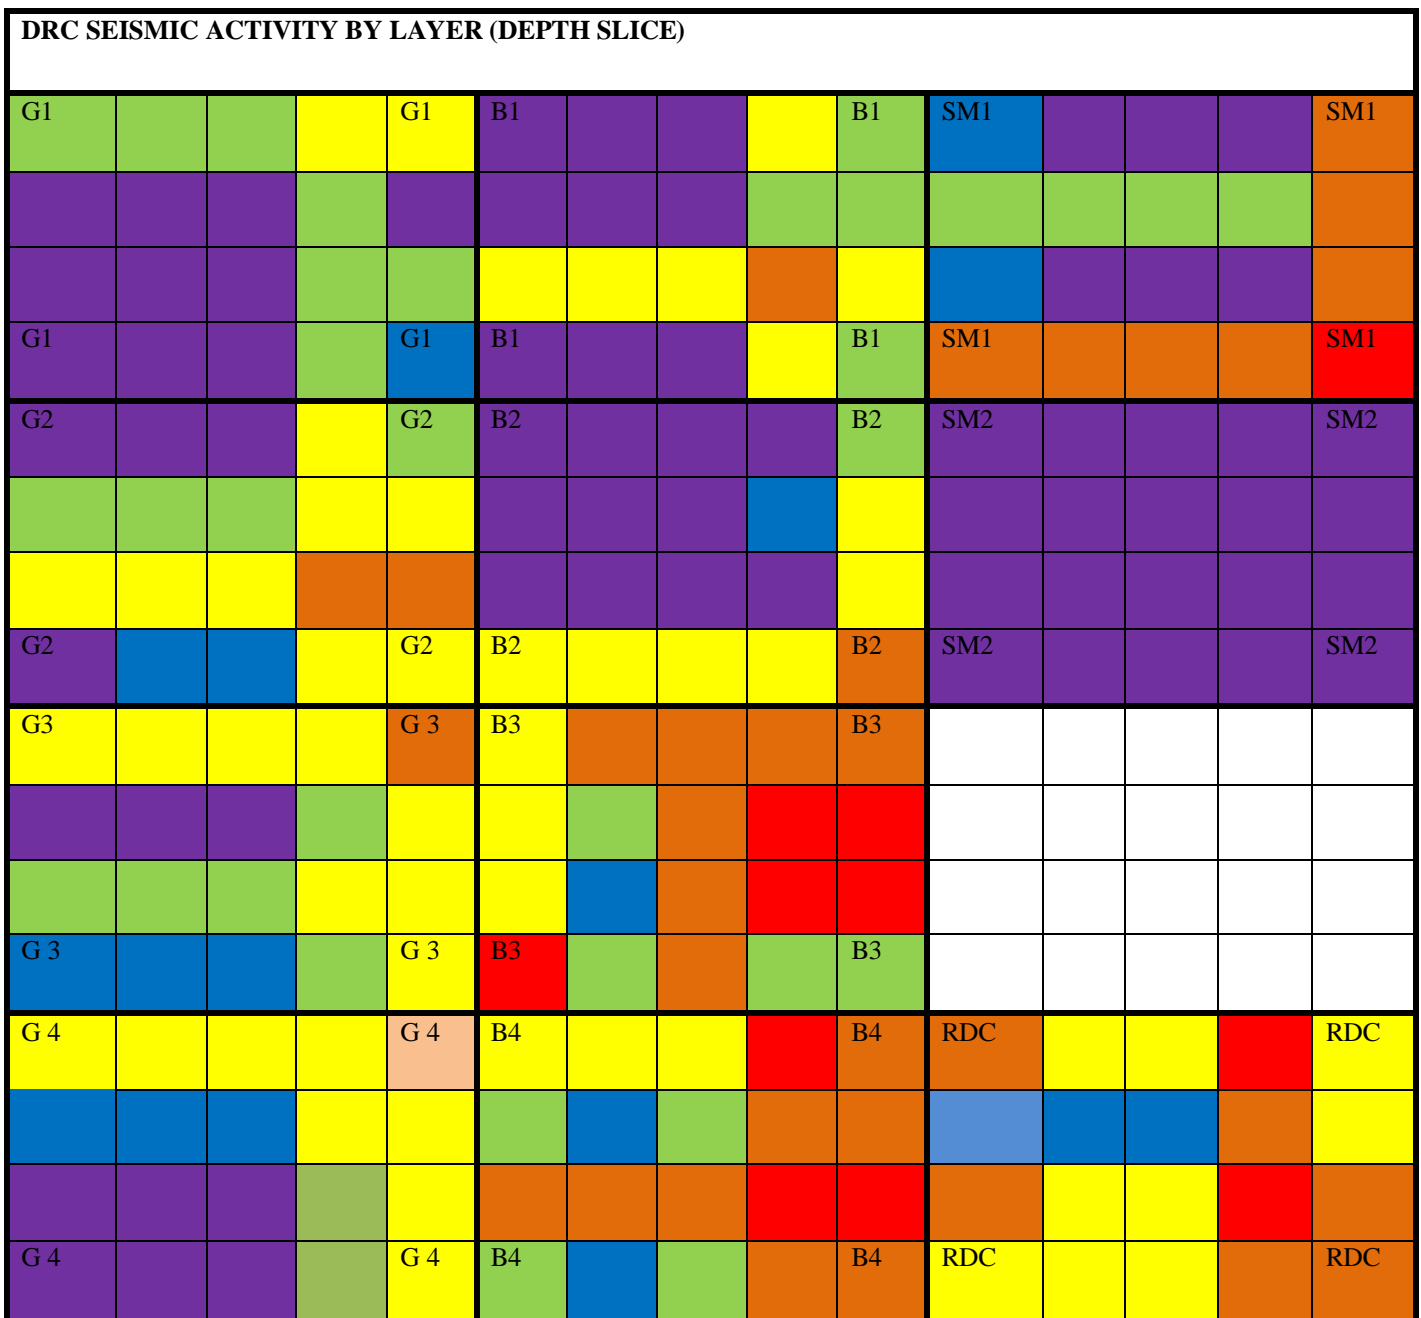 DRC SEISMIC ACTIVITY BY LAYER (DEPTH SLICE)
G1 G1 B1 B1 SM1 SM1
G1 G1 B1 B1 SM1 SM1
G2 G2 B2 B2 SM2 SM2
G2 G2 B2 B2 SM2 SM2
G3 G 3 B3 B3
G 3 G 3 B3 B3
G 4 G 4 B4 B4 RDC RDC
G 4 G 4 B4 B4 RDC RDC